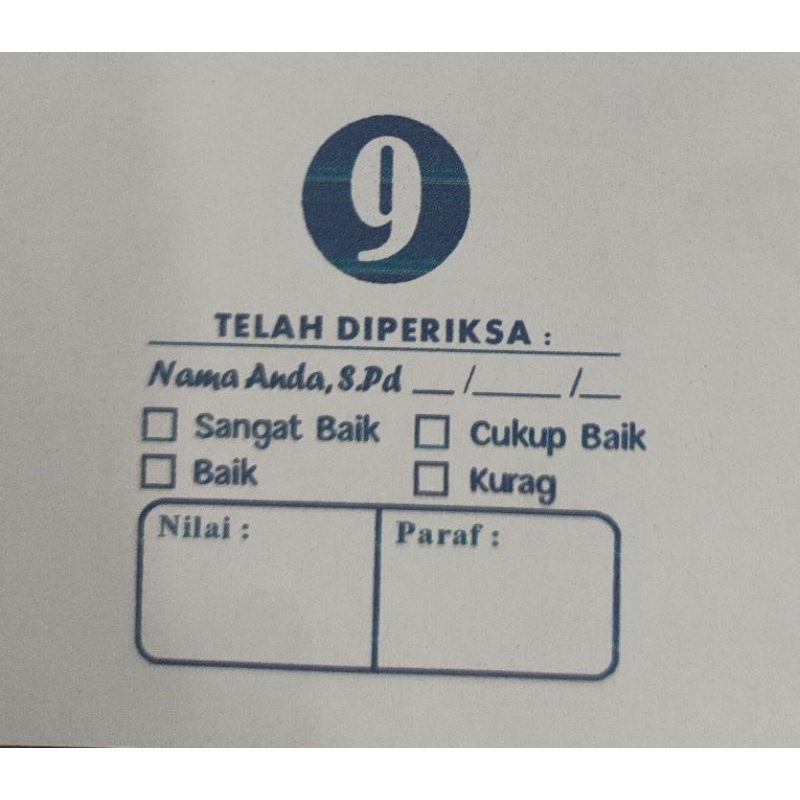 9
TELAH DIPERIKSA :
Nama Anda, S.Pd __ /_____ /__
Sangat Baik Cukup Baik
Baik Kurag
Nilai : Paraf :